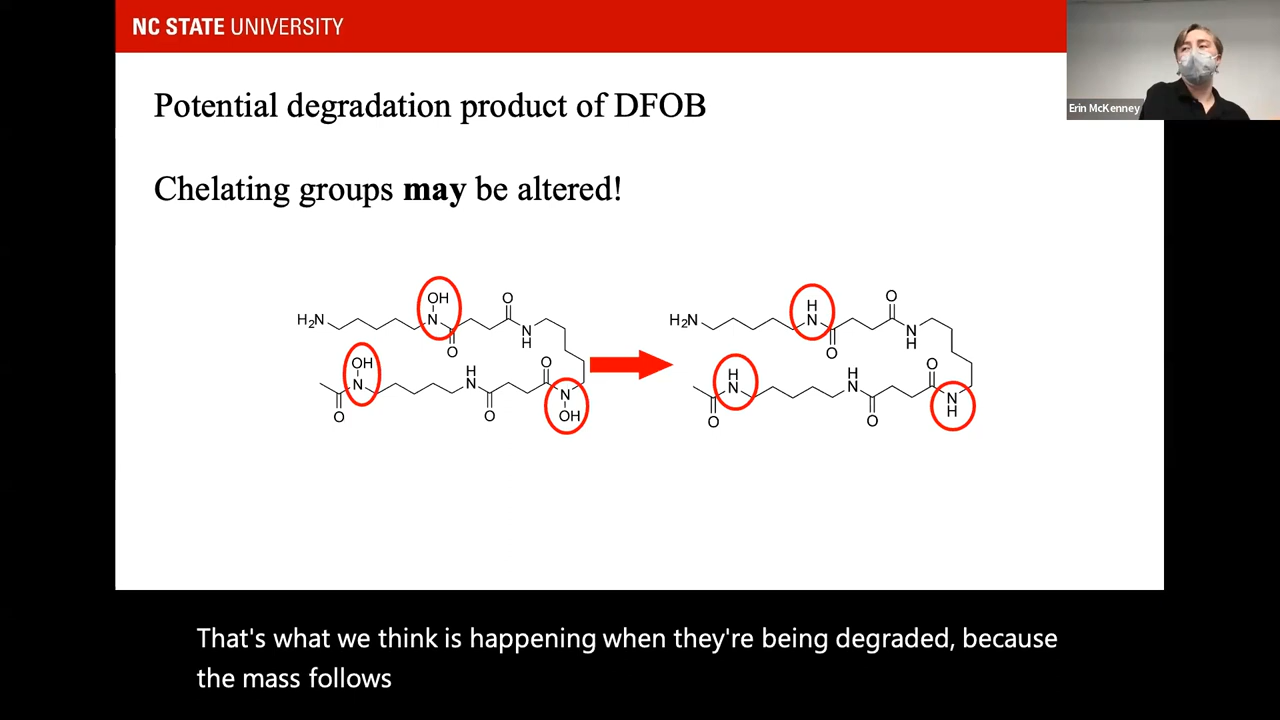 NC STATE UNIVERSITY
Erin McKenney
Potential degradation product of DFOB
Chelating groups may be altered!
OH
O
H₂N
N
N
H
O
OH
H
O
N
N
O
O
N
OH
H
O
H₂N
N
N
H
O
H
H
O
N
N
O
O
N
H
That's what we think is happening when they're being degraded, because
the mass follows